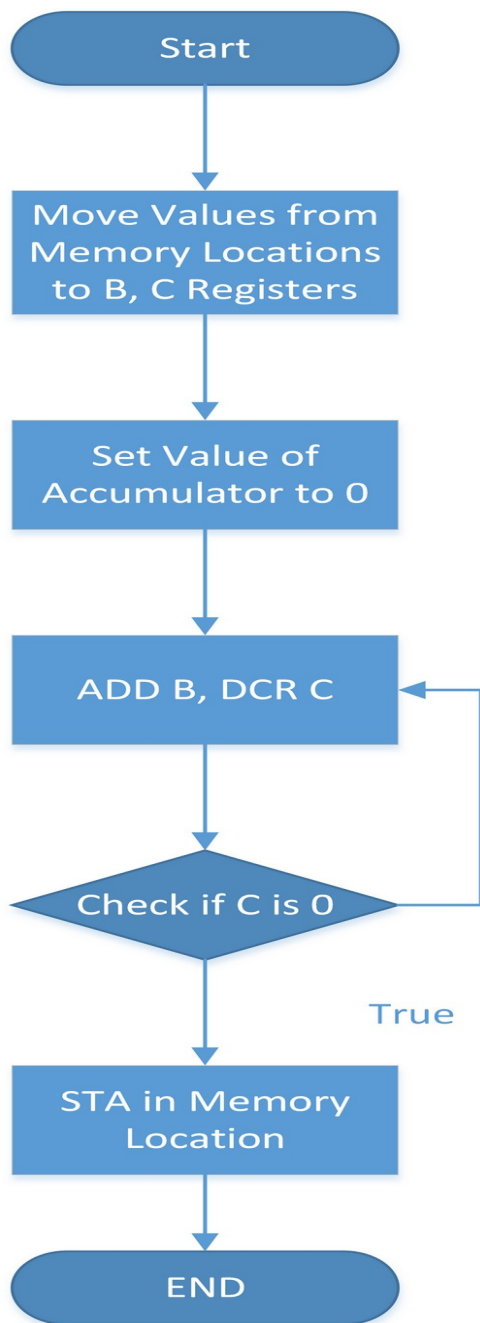 Start
Move Values from
Memory Locations
to B, C Registers
Set Value of
Accumulator to 0
ADD B, DCR C
Check if C is 0
True
STA in Memory
Location
END